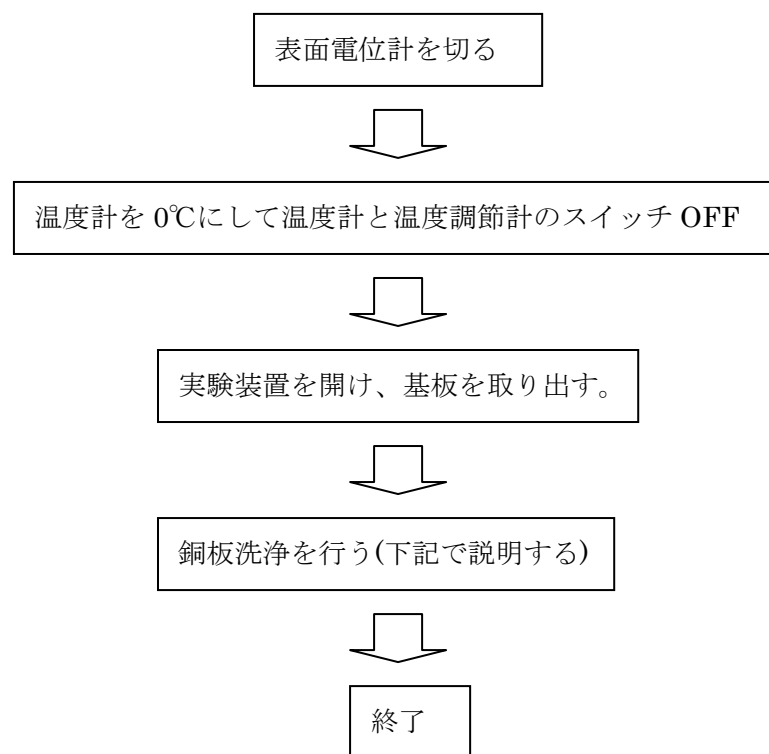 表面電位計を切る
温度計を 0℃にして温度計と温度調節計のスイッチ OFF
実験装置を開け、基板を取り出す。
銅板洗浄を行う(下記で説明する)
終了